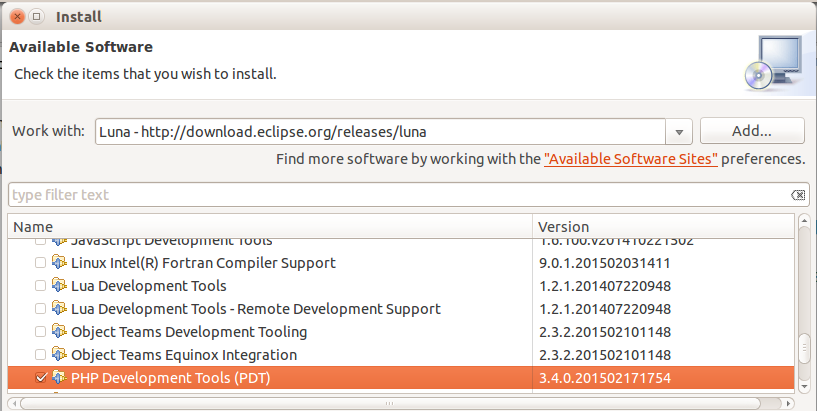 Install
Available Software
Check the items that you wish to install.
Work with: Luna - http://download.eclipse.org/releases/luna Add...
Find more software by working with the "Available Software Sites" preferences.
type filter text
Name Version
JavaScript Development Tools 1.6.100.v201410221502
Linux Intel(R) Fortran Compiler Support 9.0.1.201502031411
Lua Development Tools 1.2.1.201407220948
Lua Development Tools - Remote Development Support 1.2.1.201407220948
Object Teams Development Tooling 2.3.2.201502101148
Object Teams Equinox Integration 2.3.2.201502101148
PHP Development Tools (PDT) 3.4.0.201502171754